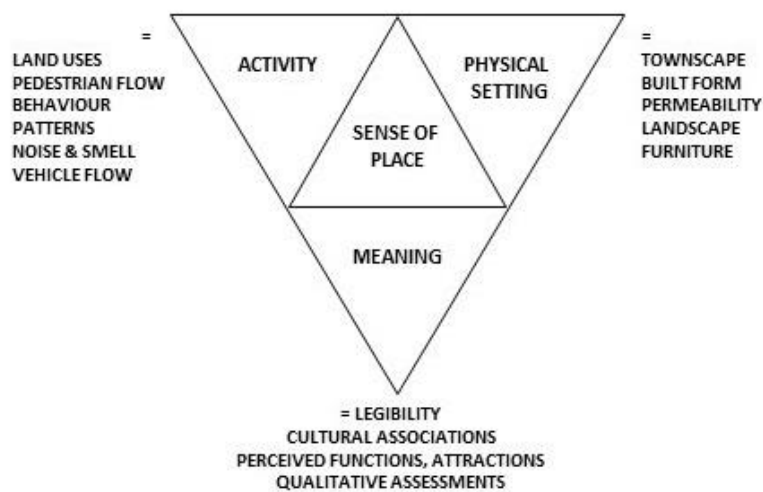 =
LAND USES
PEDESTRIAN FLOW
BEHAVIOUR
PATTERNS
NOISE & SMELL
VEHICLE FLOW
ACTIVITY
PHYSICAL
SETTING
SENSE OF
PLACE
MEANING
=
TOWNSCAPE
BUILT FORM
PERMEABILITY
LANDSCAPE
FURNITURE
= LEGIBILITY
CULTURAL ASSOCIATIONS
PERCEIVED FUNCTIONS, ATTRACTIONS
QUALITATIVE ASSESSMENTS